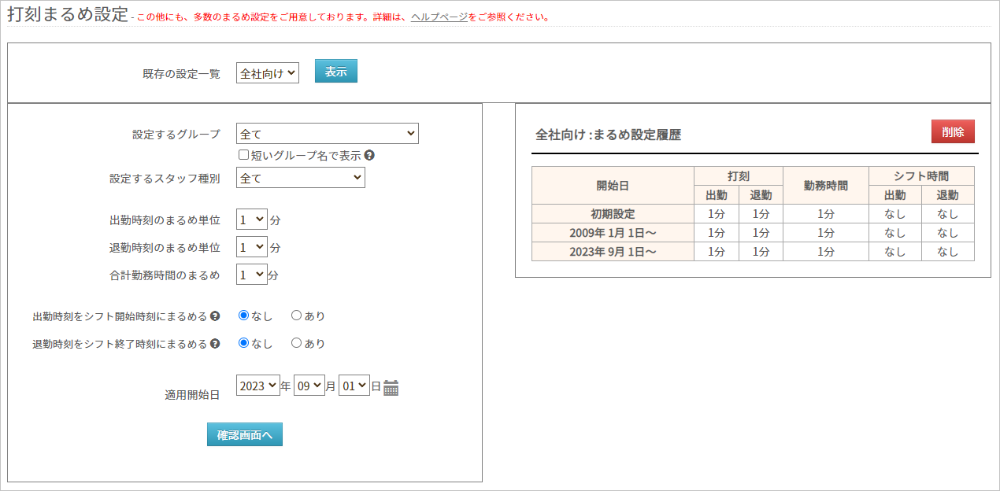 打刻まるめ設定 - この他にも、多数のまるめ設定をご用意しております。詳細は、ヘルプページをご参照ください。
既存の設定一覧 全社向け 表示
設定するグループ 全て
短いグループ名で表示 ?
設定するスタッフ種別 全て
出勤時刻のまるめ単位 1 分
退勤時刻のまるめ単位 1 分
合計勤務時間のまるめ 1 分
出勤時刻をシフト開始時刻にまるめる ? なし あり
退勤時刻をシフト終了時刻にまるめる ? なし あり
適用開始日 2023 年 09 月 01 日
確認画面へ
全社向け :まるめ設定履歴 削除
開始日 打刻 勤務時間 シフト時間
出勤 退勤 出勤 退勤
初期設定 1分 1分 1分 なし なし
2009年 1月 1日～ 1分 1分 1分 なし なし
2023年 9月 1日～ 1分 1分 1分 なし なし